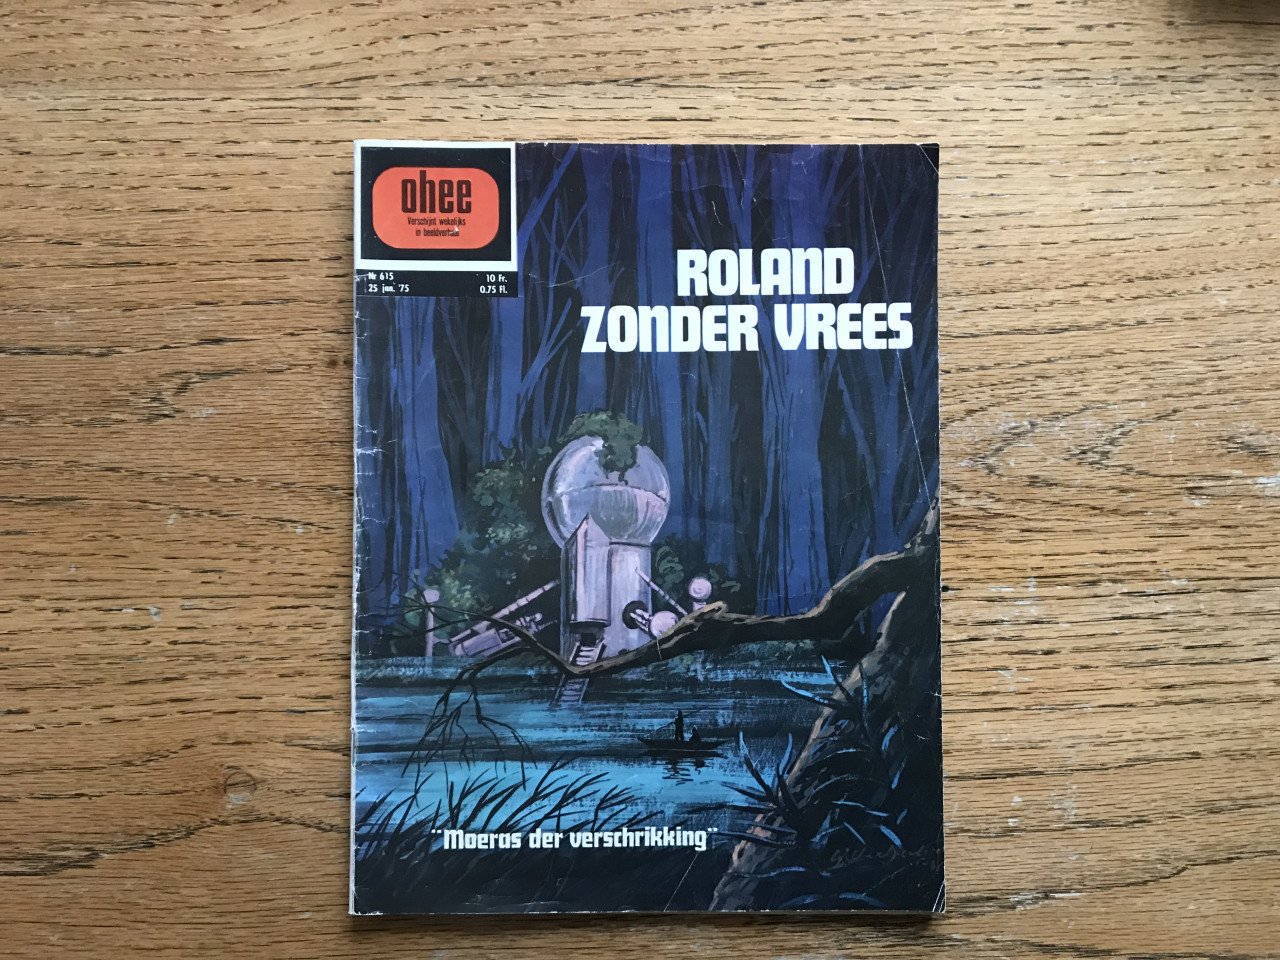 ohee
Verschijnt wekelijks
in beeldverhaal
Nr 615
10 Fr.
25 jan. '75
0.75 Fl.
ROLAND
ZONDER VREES
"Moeras der verschrikking"